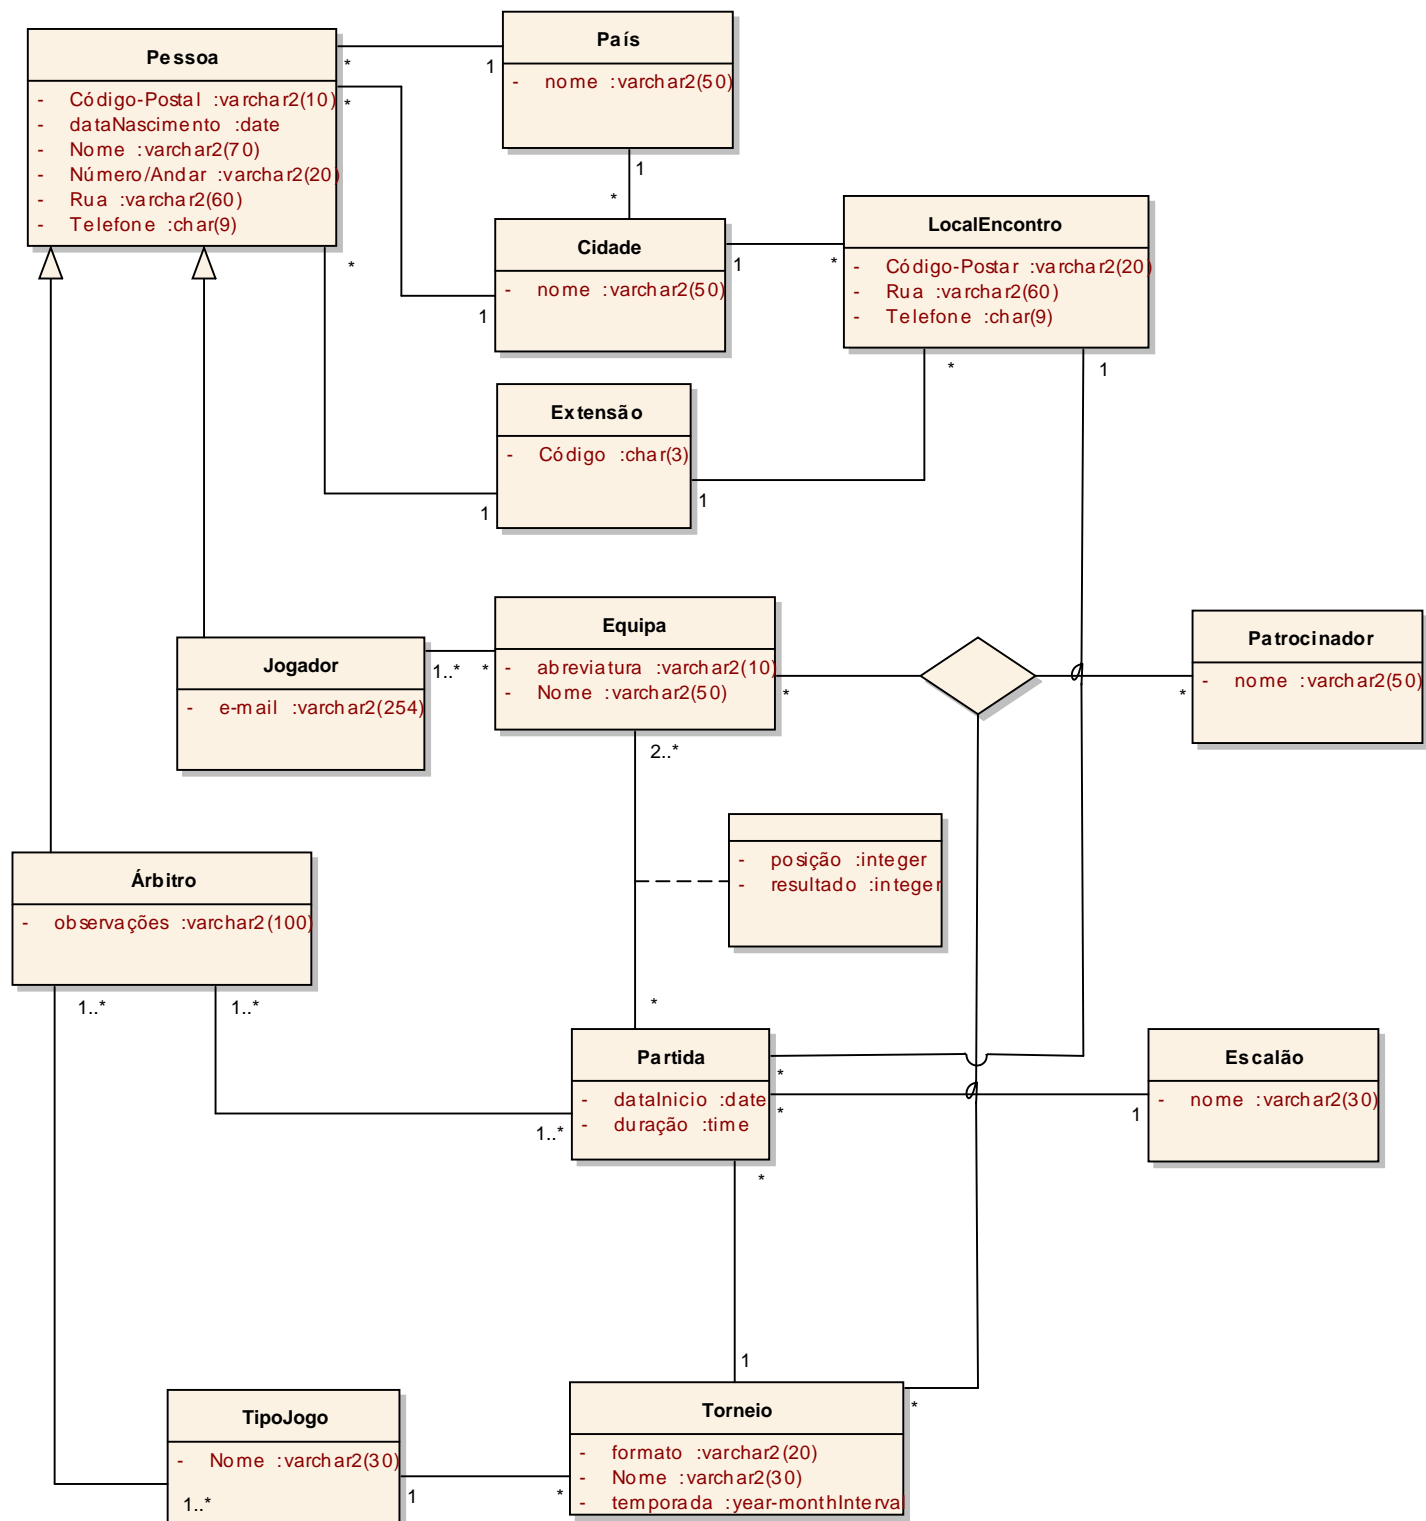 Pessoa
- Código-Postal :varchar2(10)
- dataNascimento :date
- Nome :varchar2(70)
- Número/Andar :varchar2(20)
- Rua :varchar2(60)
- Telefone :char(9)
*
*
*
País
- nome :varchar2(50)
1
1
*
Cidade
- nome :varchar2(50)
1
1
*
LocalEncontro
- Código-Postar :varchar2(20)
- Rua :varchar2(60)
- Telefone :char(9)
*
1
Extensão
- Código :char(3)
1
1
Jogador
- e-mail :varchar2(254)
1..*
*
Equipa
- abreviatura :varchar2(10)
- Nome :varchar2(50)
*
2..*
Patrocinador
- nome :varchar2(50)
*
- posição :integer
- resultado :integer
Árbitro
- observações :varchar2(100)
1..*
1..*
*
Partida
- dataInicio :date
- duração :time
*
*
1..*
*
Escalão
- nome :varchar2(30)
1
1
TipoJogo
- Nome :varchar2(30)
1..*
1
*
Torneio
- formato :varchar2(20)
- Nome :varchar2(30)
- temporada :year-monthInterval
*